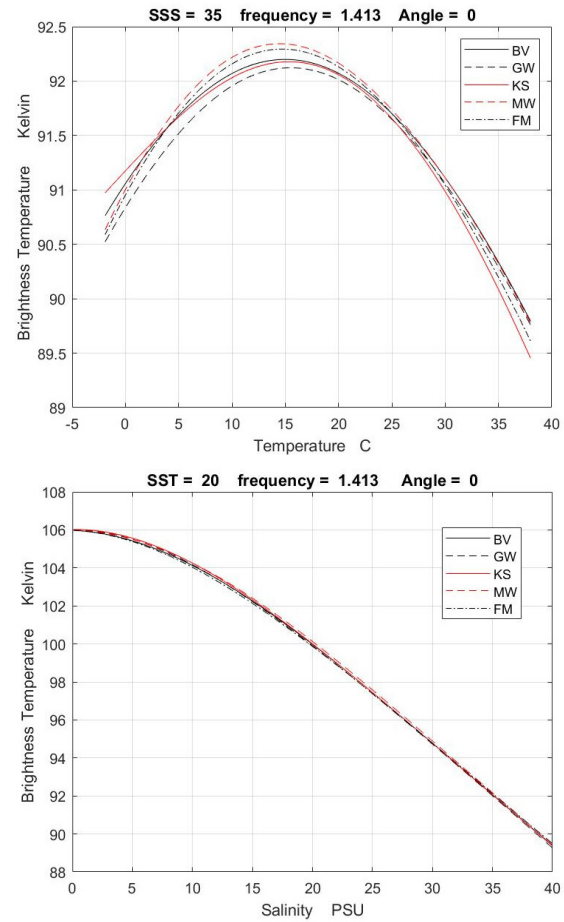 SSS = 35 frequency = 1.413 Angle = 0
92.5
92
91.5
91
90.5
90
89.5
89
Brightness Temperature Kelvin
BV
GW
KS
MW
FM
-5 0 5 10 15 20 25 30 35 40
Temperature C
SST = 20 frequency = 1.413 Angle = 0
108
106
104
102
100
98
96
94
92
90
88
Brightness Temperature Kelvin
BV
GW
KS
MW
FM
0 5 10 15 20 25 30 35 40
Salinity PSU